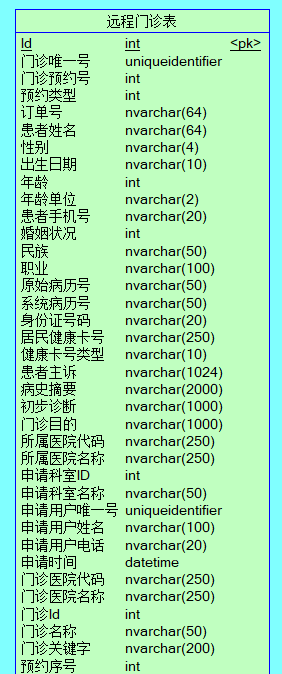 远程门诊表
Id int <pk>
门诊唯一号 uniqueidentifier
门诊预约号 int
预约类型 int
订单号 nvarchar(64)
患者姓名 nvarchar(64)
性别 nvarchar(4)
出生日期 nvarchar(10)
年龄 int
年龄单位 nvarchar(2)
患者手机号 nvarchar(20)
婚姻状况 int
民族 nvarchar(50)
职业 nvarchar(100)
原始病历号 nvarchar(50)
系统病历号 nvarchar(50)
身份证号码 nvarchar(20)
居民健康卡号 nvarchar(250)
健康卡号类型 nvarchar(10)
患者主诉 nvarchar(1024)
病史摘要 nvarchar(2000)
初步诊断 nvarchar(1000)
门诊目的 nvarchar(1000)
所属医院代码 nvarchar(250)
所属医院名称 nvarchar(250)
申请科室ID int
申请科室名称 nvarchar(50)
申请用户唯一号 uniqueidentifier
申请用户姓名 nvarchar(100)
申请用户电话 nvarchar(20)
申请时间 datetime
门诊医院代码 nvarchar(250)
门诊医院名称 nvarchar(250)
门诊Id int
门诊名称 nvarchar(50)
门诊关键字 nvarchar(200)
预约序号 int